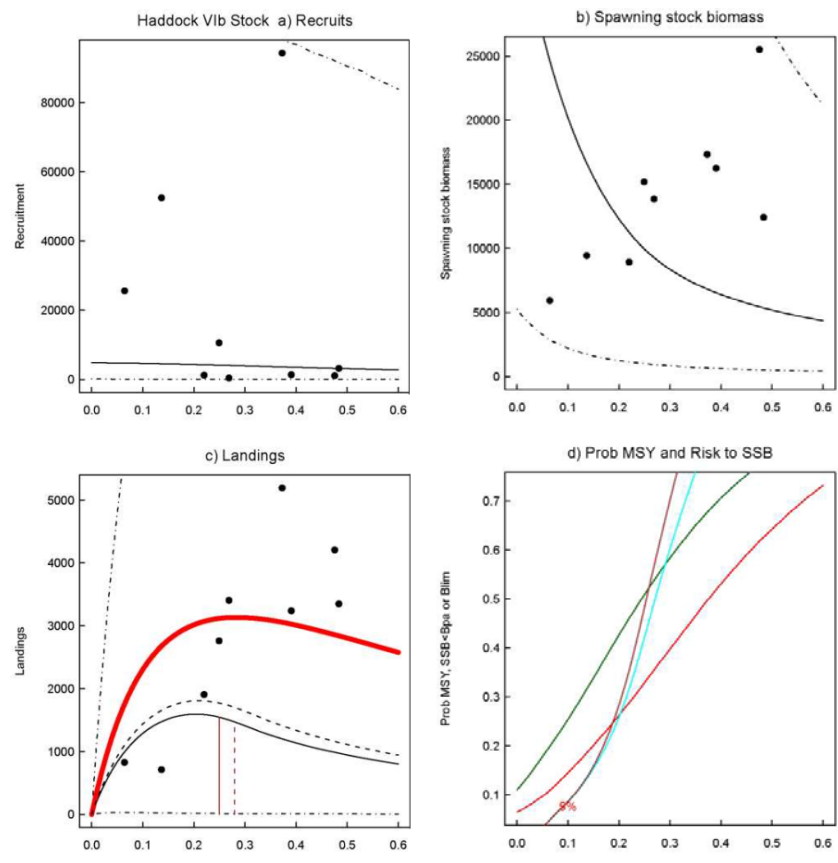 Haddock VIb Stock a) Recruits
Recruitment
80000
60000
40000
20000
0
0.0 0.1 0.2 0.3 0.4 0.5 0.6
b) Spawning stock biomass
Spawning stock biomass
25000
20000
15000
10000
5000
0
0.0 0.1 0.2 0.3 0.4 0.5 0.6
c) Landings
Landings
5000
4000
3000
2000
1000
0
0.0 0.1 0.2 0.3 0.4 0.5 0.6
d) Prob MSY and Risk to SSB
Prob MSY, SSB<Bpa or Blim
0.7
0.6
0.5
0.4
0.3
0.2
0.1
0.0 0.1 0.2 0.3 0.4 0.5 0.6